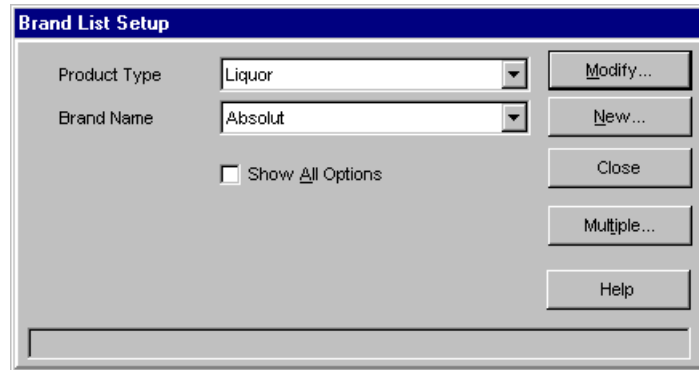 Brand List Setup
Product Type Liquor Modify...
Brand Name Absolut New...
Show All Options Close
Multiple...
Help